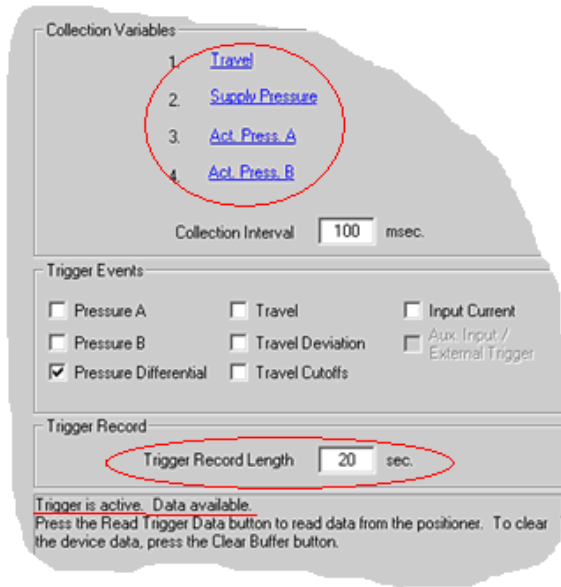 Collection Variables
1. Travel
2. Supply Pressure
3. Act. Press. A
4. Act. Press. B
Collection Interval 100 msec.
Trigger Events
Pressure A Travel Input Current
Pressure B Travel Deviation Aux. Input / External Trigger
Pressure Differential Travel Cutoffs
Trigger Record
Trigger Record Length 20 sec.
Trigger is active. Data available.
Press the Read Trigger Data button to read data from the positioner. To clear
the device data, press the Clear Buffer button.